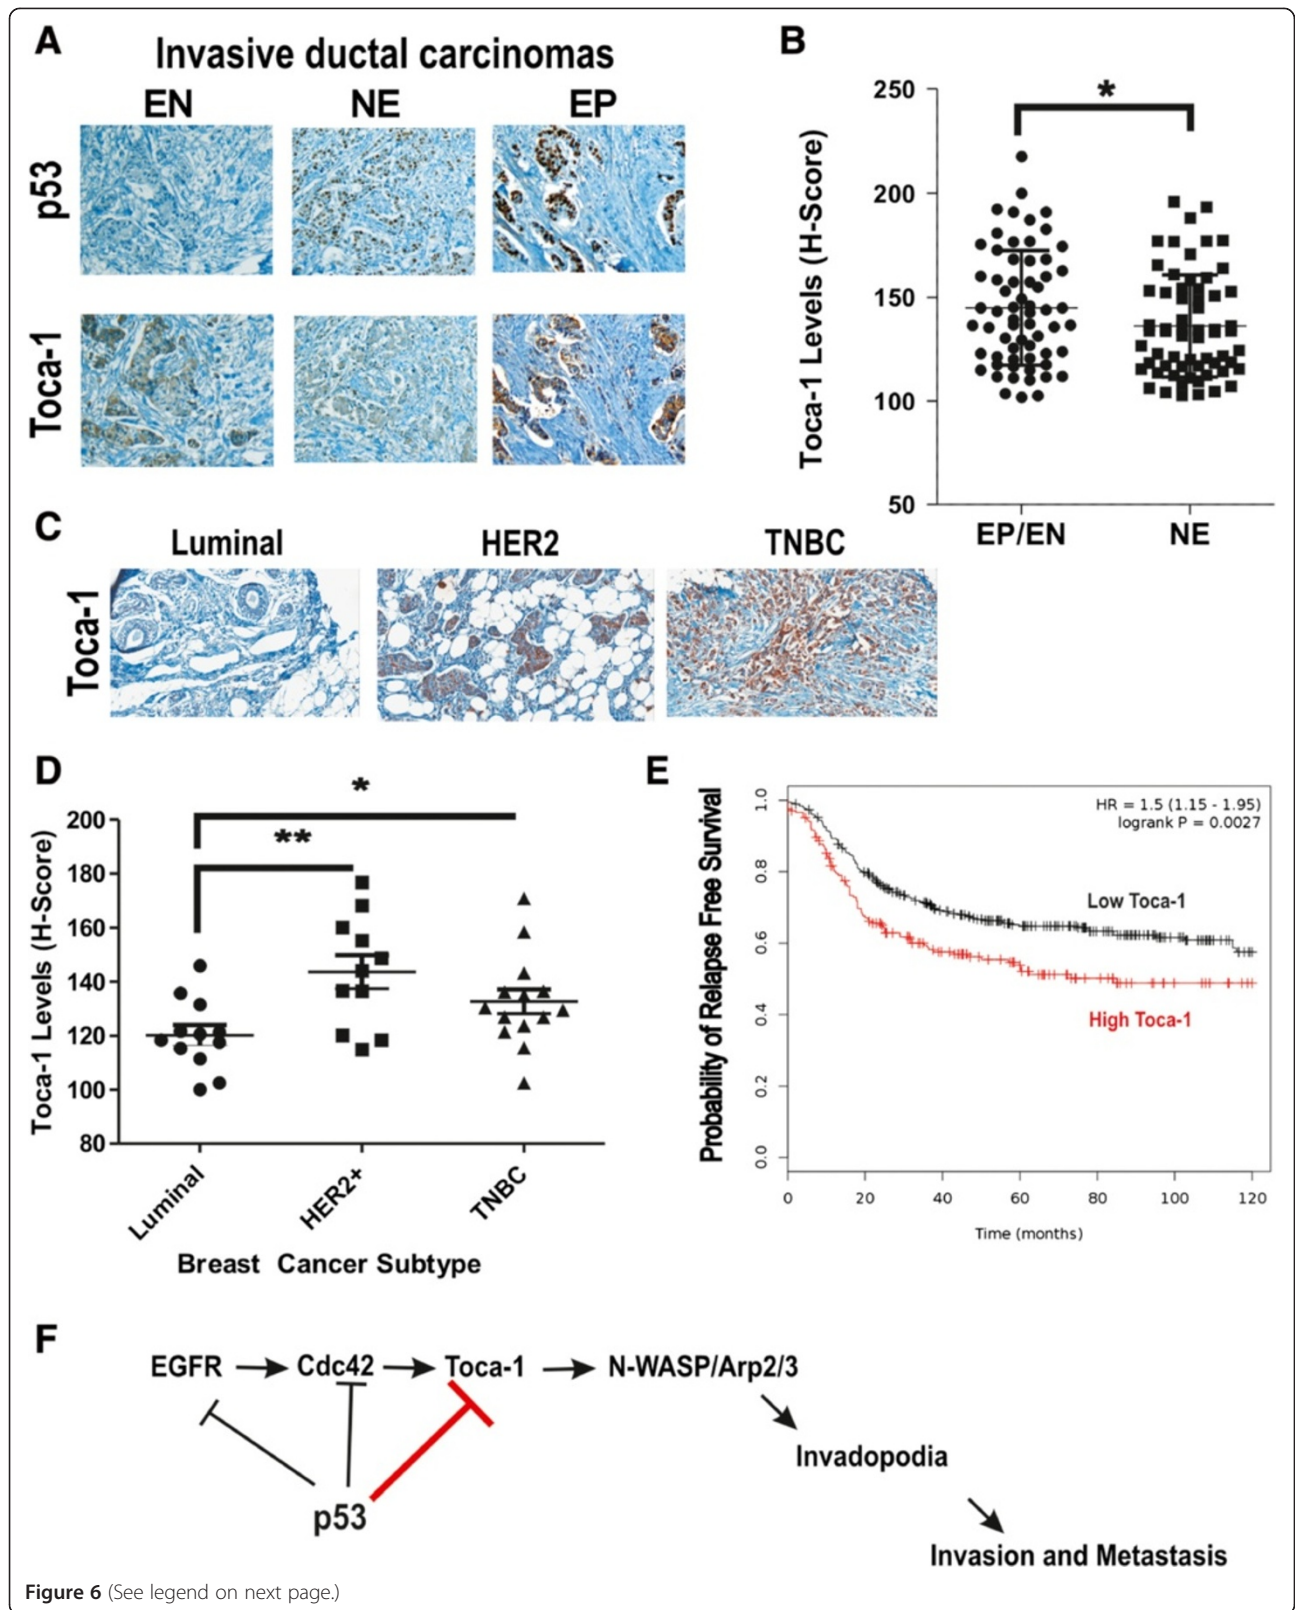 A
Invasive ductal carcinomas
EN NE EP
p53
Toca-1
B
*
Toca-1 Levels (H-Score)
250
200
150
100
50
EP/EN NE
C
Luminal HER2 TNBC
Toca-1
D
*
**
Toca-1 Levels (H-Score)
200
180
160
140
120
100
80
Luminal HER2+ TNBC
Breast Cancer Subtype
E
Probability of Relapse Free Survival
1.0
0.8
0.6
0.4
0.2
0.0
HR = 1.5 (1.15 - 1.95)
logrank P = 0.0027
Low Toca-1
High Toca-1
0 20 40 60 80 100 120
Time (months)
F
EGFR Cdc42 Toca-1 N-WASP/Arp2/3
Invadopodia
p53
Invasion and Metastasis
Figure 6 (See legend on next page.)